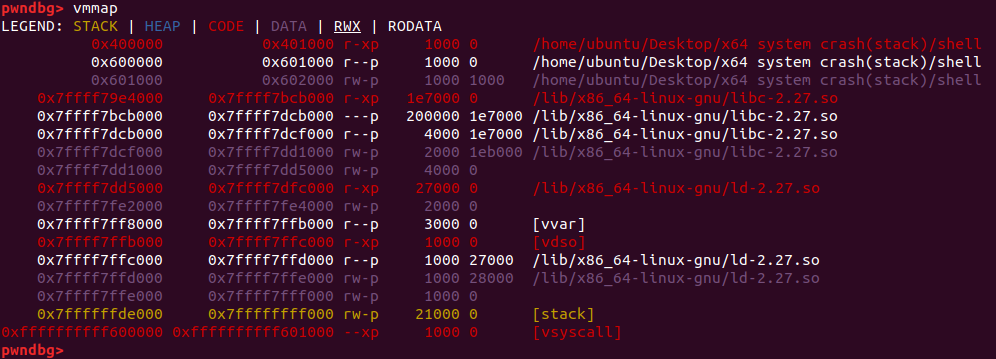 pwndbg> vmmap
LEGEND: STACK | HEAP | CODE | DATA | RWX | RODATA
0x400000 0x401000 r-xp 1000 0 /home/ubuntu/Desktop/x64 system crash(stack)/shell
0x600000 0x601000 r--p 1000 0 /home/ubuntu/Desktop/x64 system crash(stack)/shell
0x601000 0x602000 rw-p 1000 1000 /home/ubuntu/Desktop/x64 system crash(stack)/shell
0x7ffff79e4000 0x7ffff7bcb000 r-xp 1e7000 0 /lib/x86_64-linux-gnu/libc-2.27.so
0x7ffff7bcb000 0x7ffff7dcb000 ---p 200000 1e7000 /lib/x86_64-linux-gnu/libc-2.27.so
0x7ffff7dcb000 0x7ffff7dcf000 r--p 4000 1e7000 /lib/x86_64-linux-gnu/libc-2.27.so
0x7ffff7dcf000 0x7ffff7dd1000 rw-p 2000 1eb000 /lib/x86_64-linux-gnu/libc-2.27.so
0x7ffff7dd1000 0x7ffff7dd5000 rw-p 4000 0
0x7ffff7dd5000 0x7ffff7dfc000 r-xp 27000 0 /lib/x86_64-linux-gnu/ld-2.27.so
0x7ffff7fe2000 0x7ffff7fe4000 rw-p 2000 0
0x7ffff7ff8000 0x7ffff7ffb000 r--p 3000 0 [vvar]
0x7ffff7ffb000 0x7ffff7ffc000 r-xp 1000 0 [vdso]
0x7ffff7ffc000 0x7ffff7ffd000 r--p 1000 27000 /lib/x86_64-linux-gnu/ld-2.27.so
0x7ffff7ffd000 0x7ffff7ffe000 rw-p 1000 28000 /lib/x86_64-linux-gnu/ld-2.27.so
0x7ffff7ffe000 0x7ffff7fff000 rw-p 1000 0
0x7ffffffde000 0x7ffffffff000 rw-p 21000 0 [stack]
0xffffffffff600000 0xffffffffff601000 --xp 1000 0 [vsyscall]
pwndbg>